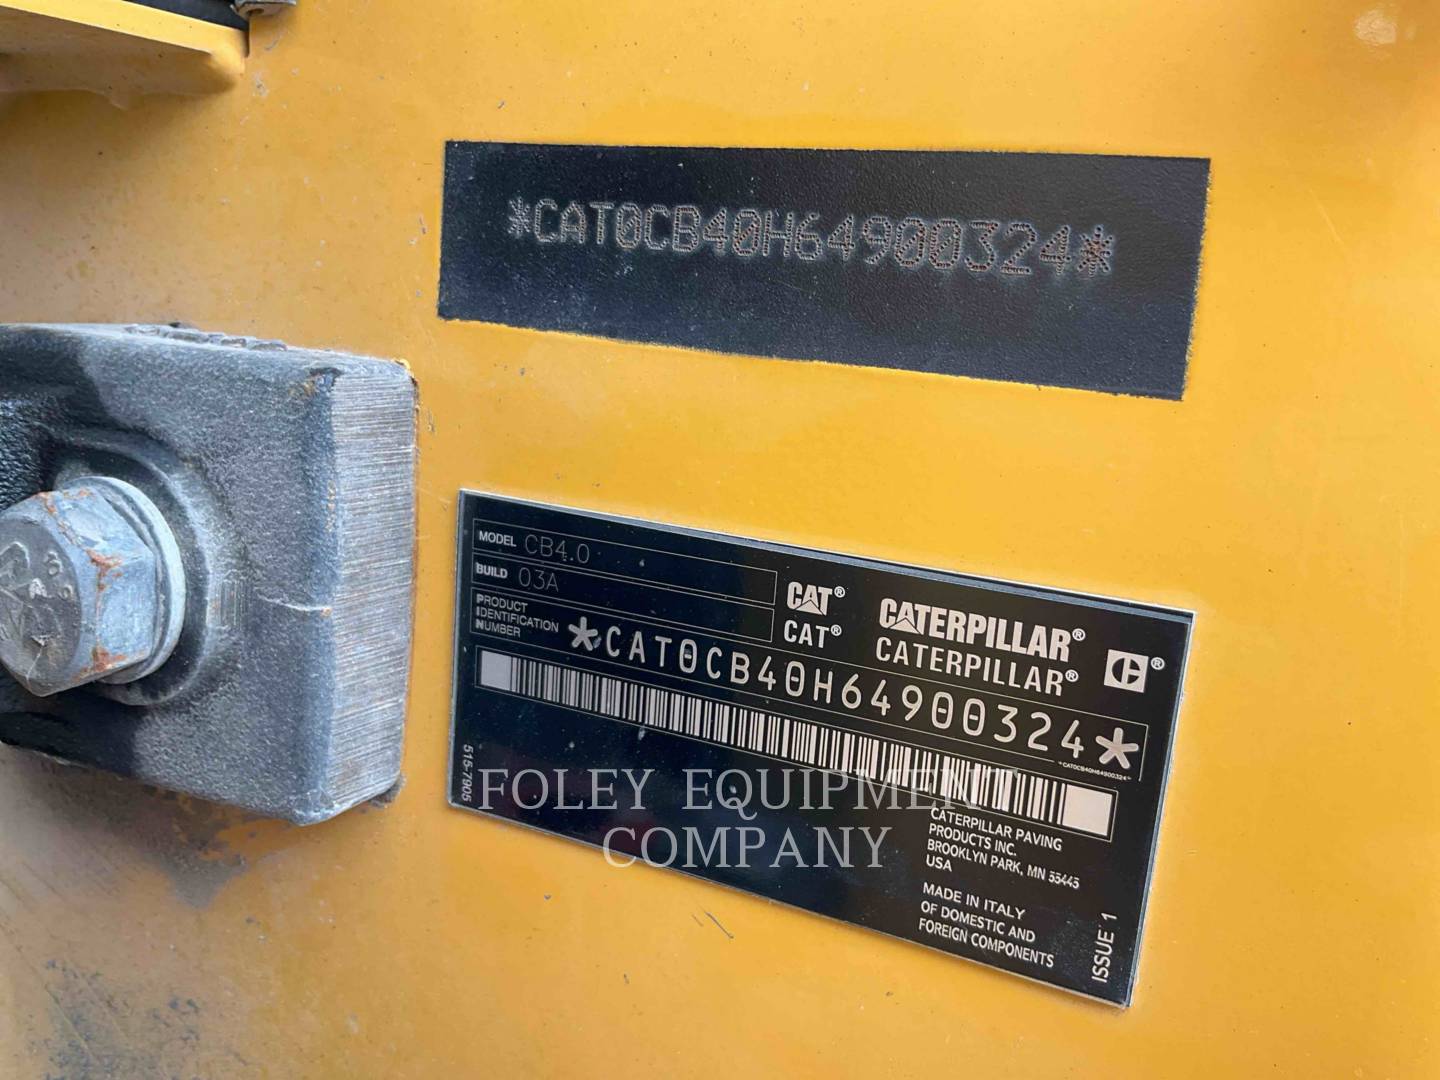 *CAT0CB40H64900324*
MODEL CB4.0
BUILD 03A
PRODUCT
IDENTIFICATION
NUMBER
*CAT0CB40H64900324*
CAT®
CAT®
CATERPILLAR®
CATERPILLAR®
C®
*CAT0CB40H64900324*
515-7905
FOLEY EQUIPMENT
COMPANY
CATERPILLAR PAVING
PRODUCTS INC.
BROOKLYN PARK, MN 55445
USA
MADE IN ITALY
OF DOMESTIC AND
FOREIGN COMPONENTS
ISSUE 1